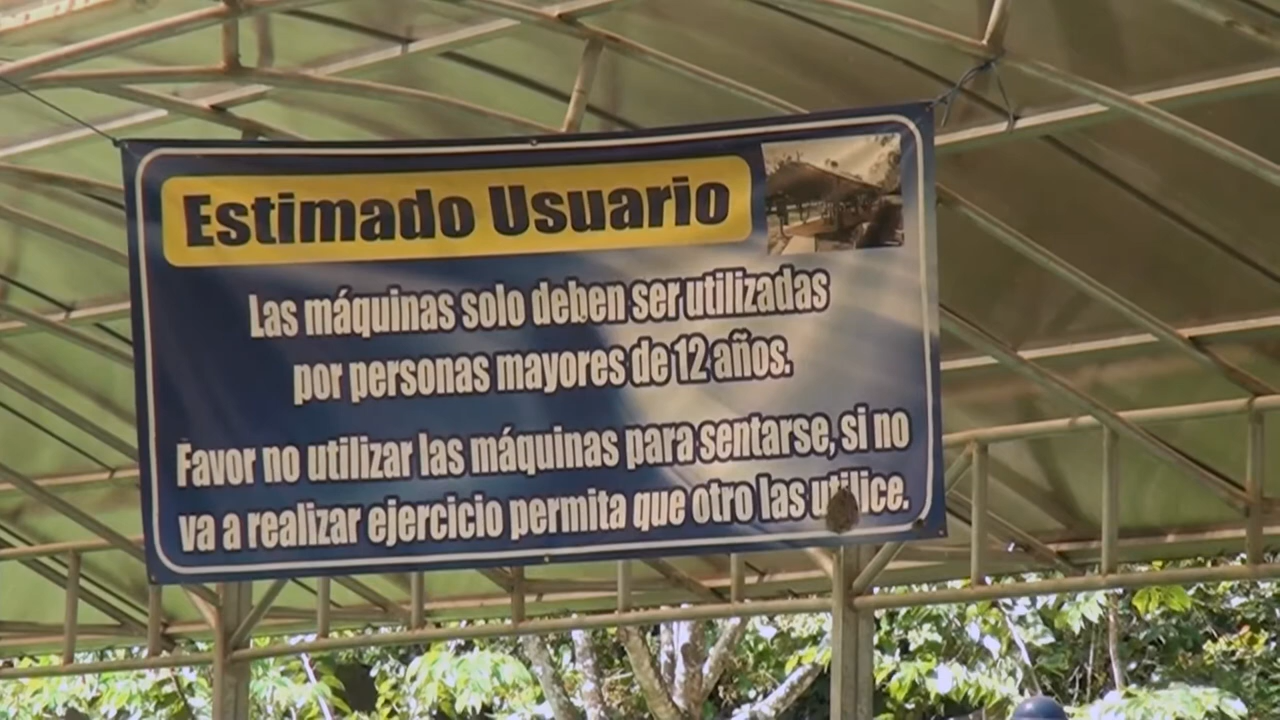 Estimado Usuario
Las máquinas solo deben ser utilizadas
por personas mayores de 12 años.
Favor no utilizar las máquinas para sentarse, si no
va a realizar ejercicio permita que otro las utilice.